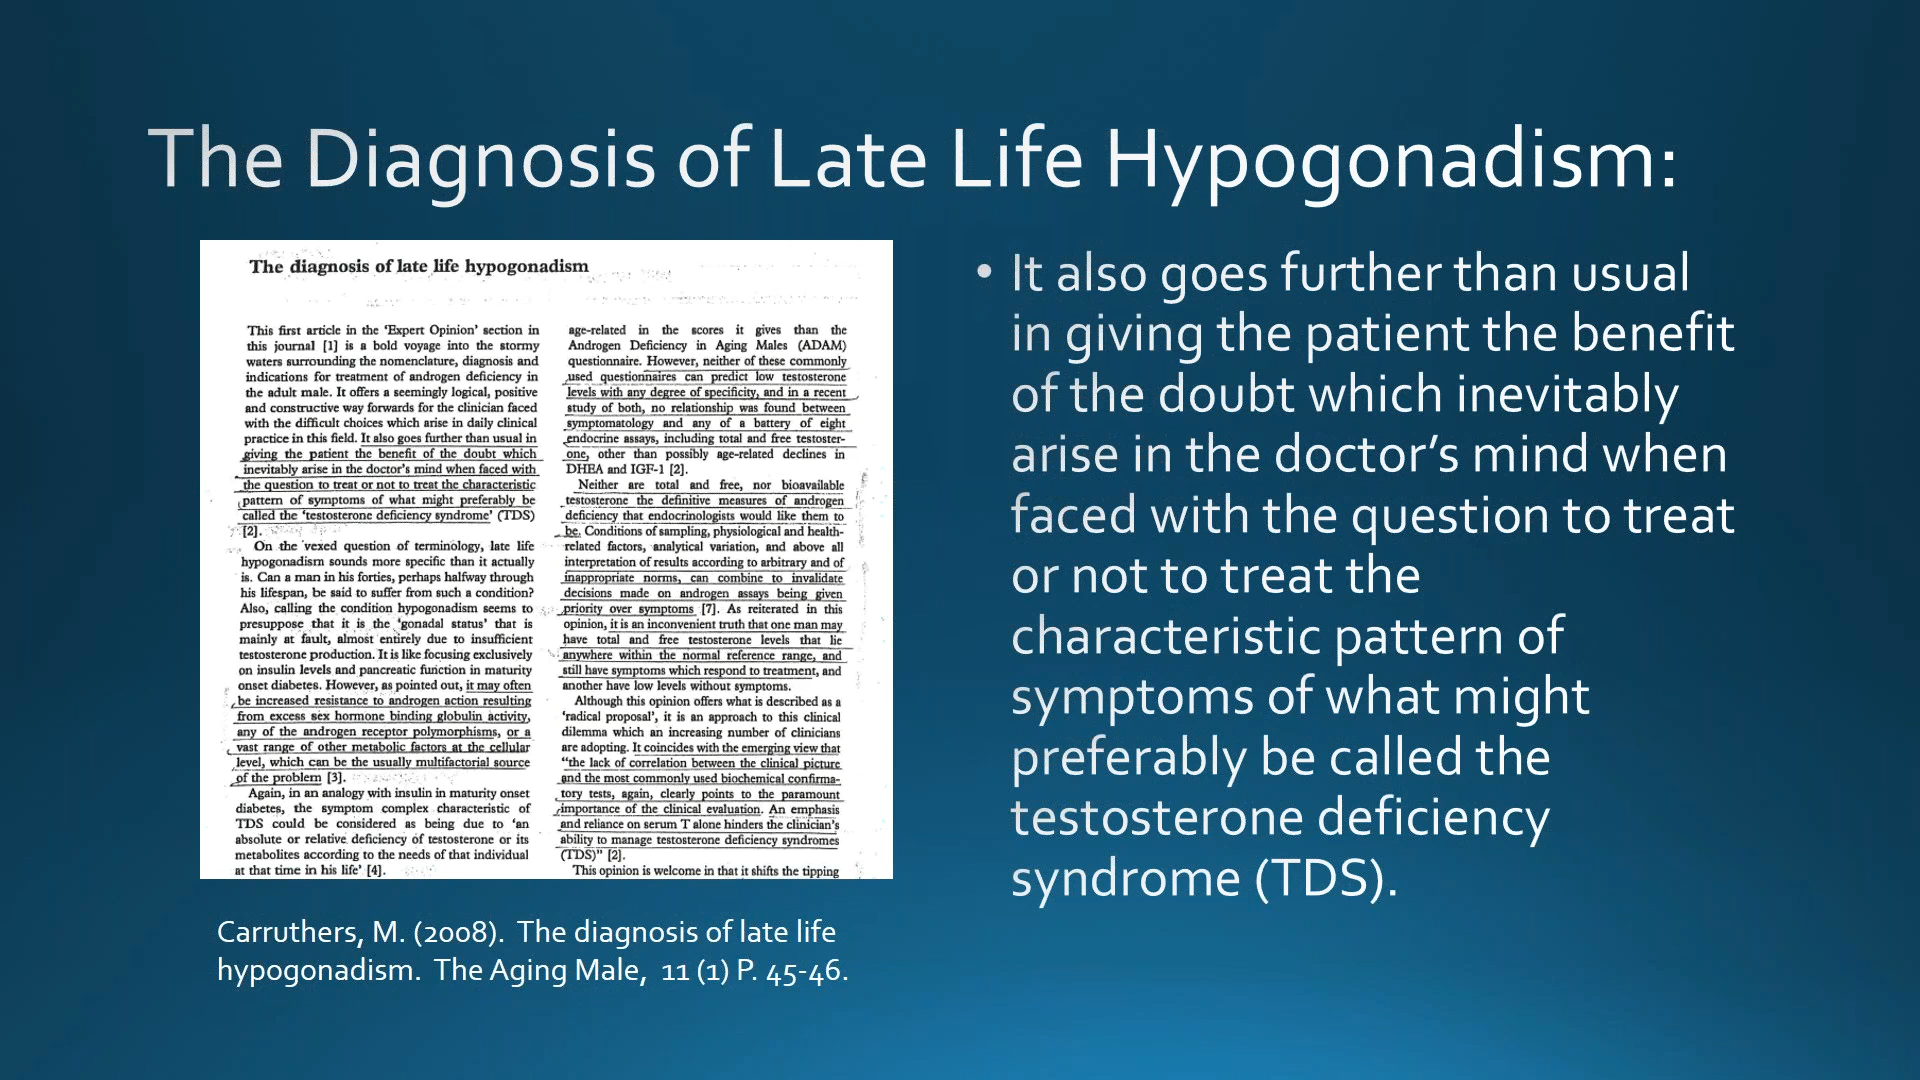 The Diagnosis of Late Life Hypogonadism:
The diagnosis of late life hypogonadism
This first article in the ‘Expert Opinion’ section in
this journal [1] is a bold voyage into the stormy
waters surrounding the nomenclature, diagnosis and
indications for treatment of androgen deficiency in
the adult male. It offers a seemingly logical, positive
and constructive way forwards for the clinician faced
with the difficult choices which arise in daily clinical
practice in this field. It also goes further than usual in
giving the patient the benefit of the doubt which
inevitably arise in the doctor’s mind when faced with
the question to treat or not to treat the characteristic
pattern of symptoms of what might preferably be
called the ‘testosterone deficiency syndrome’ (TDS)
[2].
On the vexed question of terminology, late life
hypogonadism sounds more specific than it actually
is. Can a man in his forties, perhaps halfway through
his lifespan, be said to suffer from such a condition?
Also, calling the condition hypogonadism seems to
presuppose that it is the ‘gonadal status’ that is
mainly at fault, almost entirely due to insufficient
testosterone production. It is like focusing exclusively
on insulin levels and pancreatic function in maturity
onset diabetes. However, as pointed out, it may often
be increased resistance to androgen action resulting
from excess sex hormone binding globulin activity,
any of the androgen receptor polymorphisms, or a
vast range of other metabolic factors at the cellular
level, which can be the usually multifactorial source
of the problem [3].
Again, in an analogy with insulin in maturity onset
diabetes, the symptom complex characteristic of
TDS could be considered as being due to ‘an
absolute or relative deficiency of testosterone or its
metabolites according to the needs of that individual
at that time in his life’ [4].
age-related in the scores it gives than the
Androgen Deficiency in Aging Males (ADAM)
questionnaire. However, neither of these commonly
used questionnaires can predict low testosterone
levels with any degree of specificity, and in a recent
study of both, no relationship was found between
symptomatology and any of a battery of eight
endocrine assays, including total and free testoster-
one, other than possibly age-related declines in
DHEA and IGF-1 [2].
Neither are total and free, nor bioavailable
testosterone the definitive measures of androgen
deficiency that endocrinologists would like them to
be. Conditions of sampling, physiological and health-
related factors, analytical variation, and above all
interpretation of results according to arbitrary and of
inappropriate norms, can combine to invalidate
decisions made on androgen assays being given
priority over symptoms [7]. As reiterated in this
opinion, it is an inconvenient truth that one man may
have total and free testosterone levels that lie
anywhere within the normal reference range, and
still have symptoms which respond to treatment, and
another have low levels without symptoms.
Although this opinion offers what is described as a
‘radical proposal’, it is an approach to this clinical
dilemma which an increasing number of clinicians
are adopting. It coincides with the emerging view that
“the lack of correlation between the clinical picture
and the most commonly used biochemical confirma-
tory tests, again, clearly points to the paramount
importance of the clinical evaluation. An emphasis
and reliance on serum T alone hinders the clinician’s
ability to manage testosterone deficiency syndromes
(TDS)” [2].
This opinion is welcome in that it shifts the tipping
Carruthers, M. (2008). The diagnosis of late life
hypogonadism. The Aging Male, 11 (1) P. 45-46.
• It also goes further than usual
in giving the patient the benefit
of the doubt which inevitably
arise in the doctor’s mind when
faced with the question to treat
or not to treat the
characteristic pattern of
symptoms of what might
preferably be called the
testosterone deficiency
syndrome (TDS).